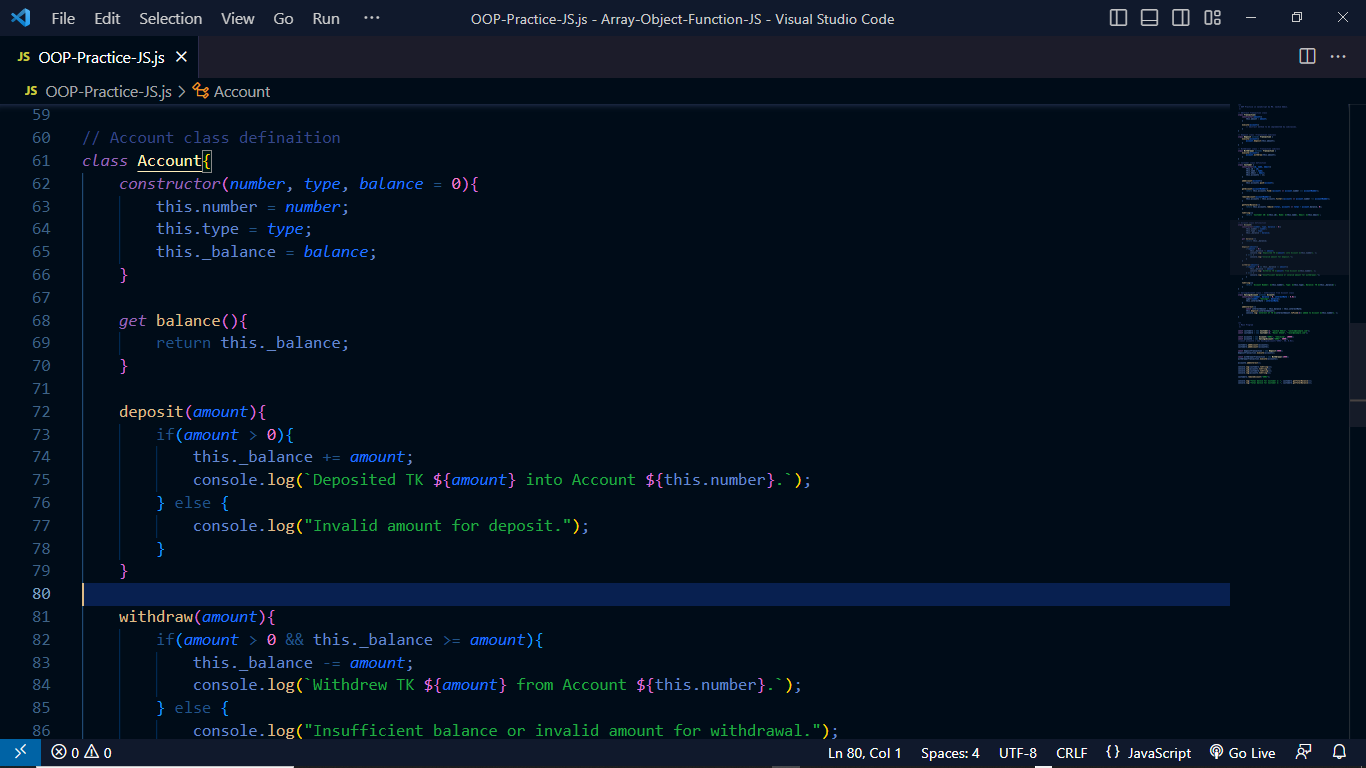 File Edit Selection View Go Run ··· OOP-Practice-JS.js - Array-Object-Function-JS - Visual Studio Code
JS OOP-Practice-JS.js ×
JS OOP-Practice-JS.js > Account
59
60 // Account class definaition
61 class Account{
62     constructor(number, type, balance = 0){
63         this.number = number;
64         this.type = type;
65         this._balance = balance;
66     }
67
68     get balance(){
69         return this._balance;
70     }
71
72     deposit(amount){
73         if(amount > 0){
74             this._balance += amount;
75             console.log(`Deposited TK ${amount} into Account ${this.number}.`);
76         } else {
77             console.log("Invalid amount for deposit.");
78         }
79     }
80
81     withdraw(amount){
82         if(amount > 0 && this._balance >= amount){
83             this._balance -= amount;
84             console.log(`Withdrew TK ${amount} from Account ${this.number}.`);
85         } else {
86             console.log("Insufficient balance or invalid amount for withdrawal.");
0 0 Ln 80, Col 1 Spaces: 4 UTF-8 CRLF {} JavaScript Go Live